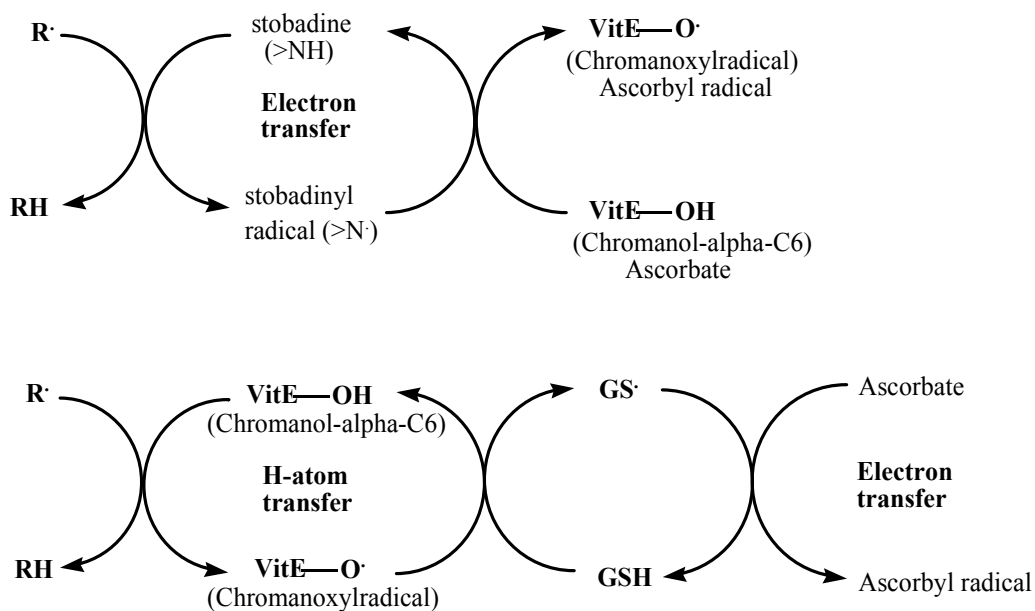 R·
stobadine
(>NH)
VitE—O·
(Chromanoxylradical)
Ascorbyl radical
Electron
transfer
RH
stobadinyl
radical (>N·)
VitE—OH
(Chromanol-alpha-C6)
Ascorbate
R·
VitE—OH
(Chromanol-alpha-C6)
GS·
Ascorbate
H-atom
transfer
Electron
transfer
RH
VitE—O·
(Chromanoxylradical)
GSH
Ascorbyl radical